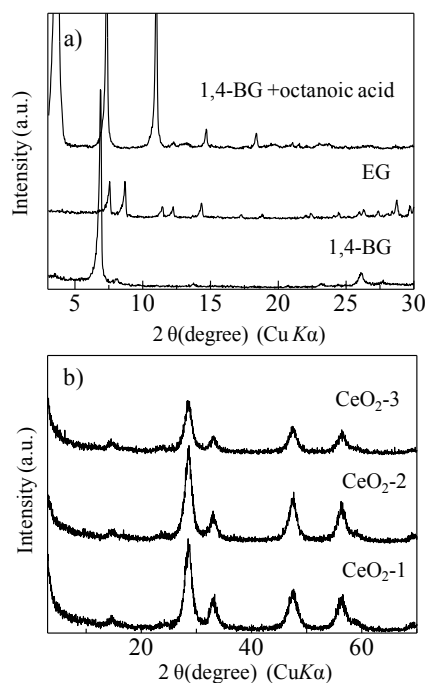 a)
1,4-BG +octanoic acid
EG
1,4-BG
Intensity (a.u.)
5 10 15 20 25 30
2 θ(degree) (Cu Kα)
b)
CeO₂-3
CeO₂-2
CeO₂-1
Intensity (a.u.)
20 40 60
2 θ(degree) (CuKα)